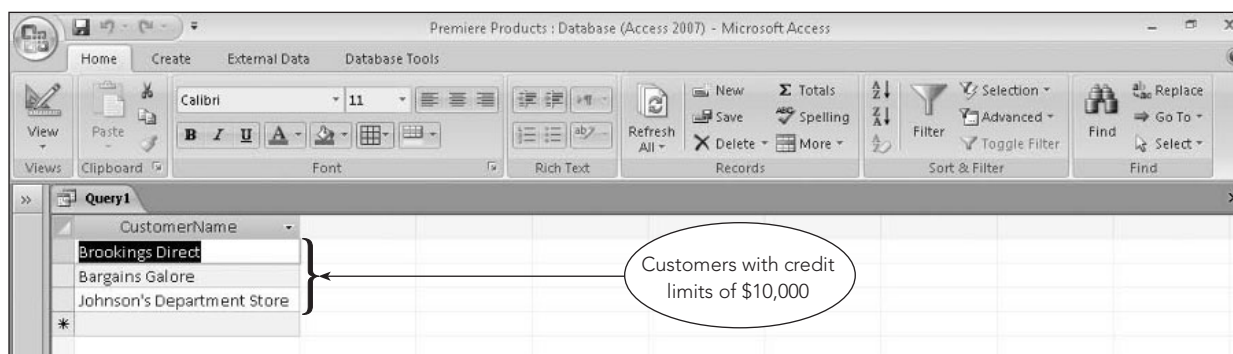 Premiere Products : Database (Access 2007) - Microsoft Access
Home Create External Data Database Tools
Calibri 11
New Totals Selection Replace
View Paste B I U A Refresh All Save Spelling Filter Advanced Find Go To
Delete More Toggle Filter Select
Views Clipboard Font Rich Text Records Sort & Filter Find
Query1
CustomerName
Brookings Direct
Bargains Galore
Johnson's Department Store
Customers with credit
limits of $10,000